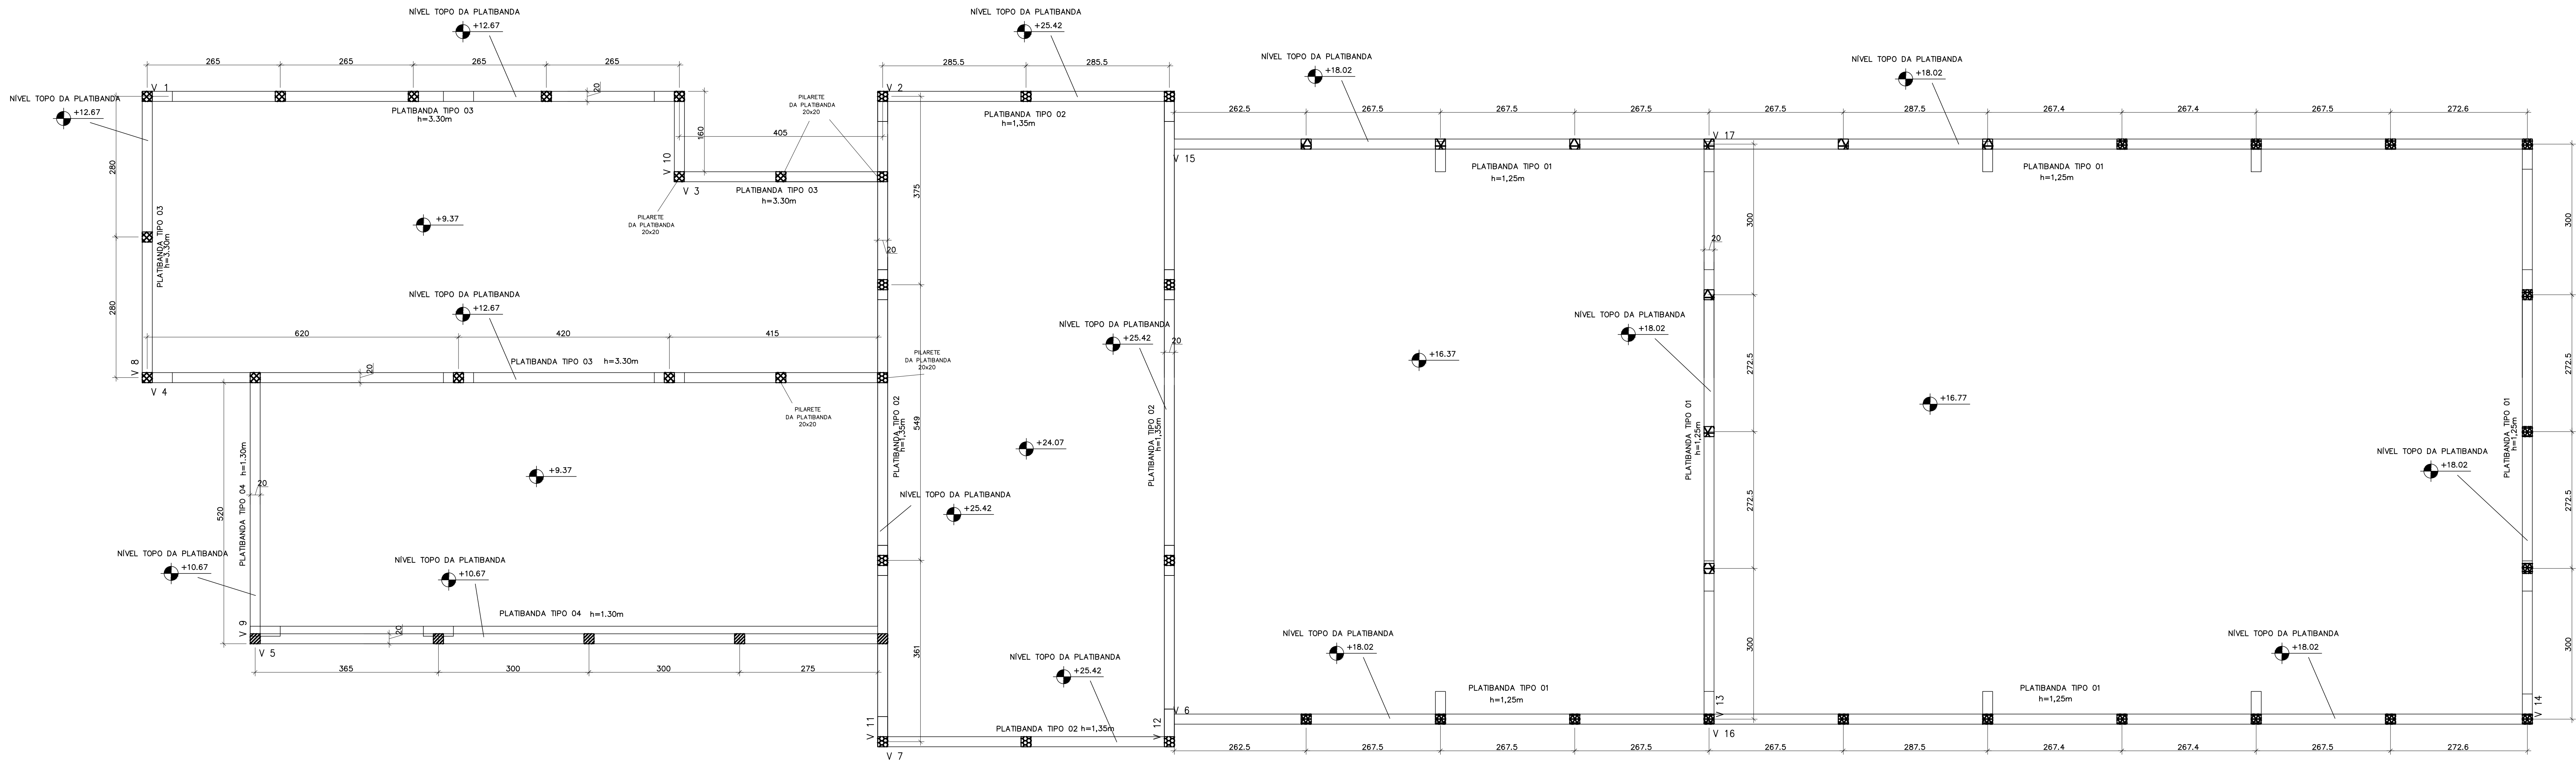 NÍVEL TOPO DA PLATIBANDA
+12.67
NÍVEL TOPO DA PLATIBANDA
+25.42
NÍVEL TOPO DA PLATIBANDA
+18.02
NÍVEL TOPO DA PLATIBANDA
+18.02
265
265
265
265
285.5
285.5
V 1
V 2
20
NÍVEL TOPO DA PLATIBANDA
+12.67
PLATIBANDA TIPO 03
h=3.30m
PILARETE
DA PLATIBANDA
20x20
PLATIBANDA TIPO 02
h=1,35m
262.5
267.5
267.5
267.5
267.5
287.5
267.4
267.4
267.5
272.6
160
405
V 17
V 15
V 10
V 3
PLATIBANDA TIPO 01
h=1,25m
PLATIBANDA TIPO 01
h=1,25m
280
375
PLATIBANDA TIPO 03
h=3.30m
PILARETE
DA PLATIBANDA
20x20
+9.37
300
300
PLATIBANDA TIPO 03
h=3.30m
20
20
280
NÍVEL TOPO DA PLATIBANDA
+12.67
NÍVEL TOPO DA PLATIBANDA
+25.42
NÍVEL TOPO DA PLATIBANDA
+18.02
620
420
415
20
PLATIBANDA TIPO 03 h=3.30m
PILARETE
DA PLATIBANDA
20x20
+16.37
272.5
272.5
V 8
V 4
20
PILARETE
DA PLATIBANDA
20x20
+16.77
549
PLATIBANDA TIPO 02
h=1,35m
PLATIBANDA TIPO 02
h=1,35m
PLATIBANDA TIPO 01
h=1,25m
PLATIBANDA TIPO 01
h=1,25m
+24.07
+9.37
NÍVEL TOPO DA PLATIBANDA
+18.02
PLATIBANDA TIPO 04 h=1.30m
20
520
NÍVEL TOPO DA PLATIBANDA
+25.42
272.5
272.5
NÍVEL TOPO DA PLATIBANDA
+10.67
NÍVEL TOPO DA PLATIBANDA
+10.67
PLATIBANDA TIPO 04 h=1.30m
20
V 9
V 5
361
300
300
365
300
300
275
NÍVEL TOPO DA PLATIBANDA
+25.42
NÍVEL TOPO DA PLATIBANDA
+18.02
NÍVEL TOPO DA PLATIBANDA
+18.02
PLATIBANDA TIPO 01
h=1,25m
PLATIBANDA TIPO 01
h=1,25m
V 11
V 12
V 6
V 13
V 14
PLATIBANDA TIPO 02 h=1,35m
V 7
V 16
262.5
267.5
267.5
267.5
267.5
287.5
267.4
267.4
267.5
272.6